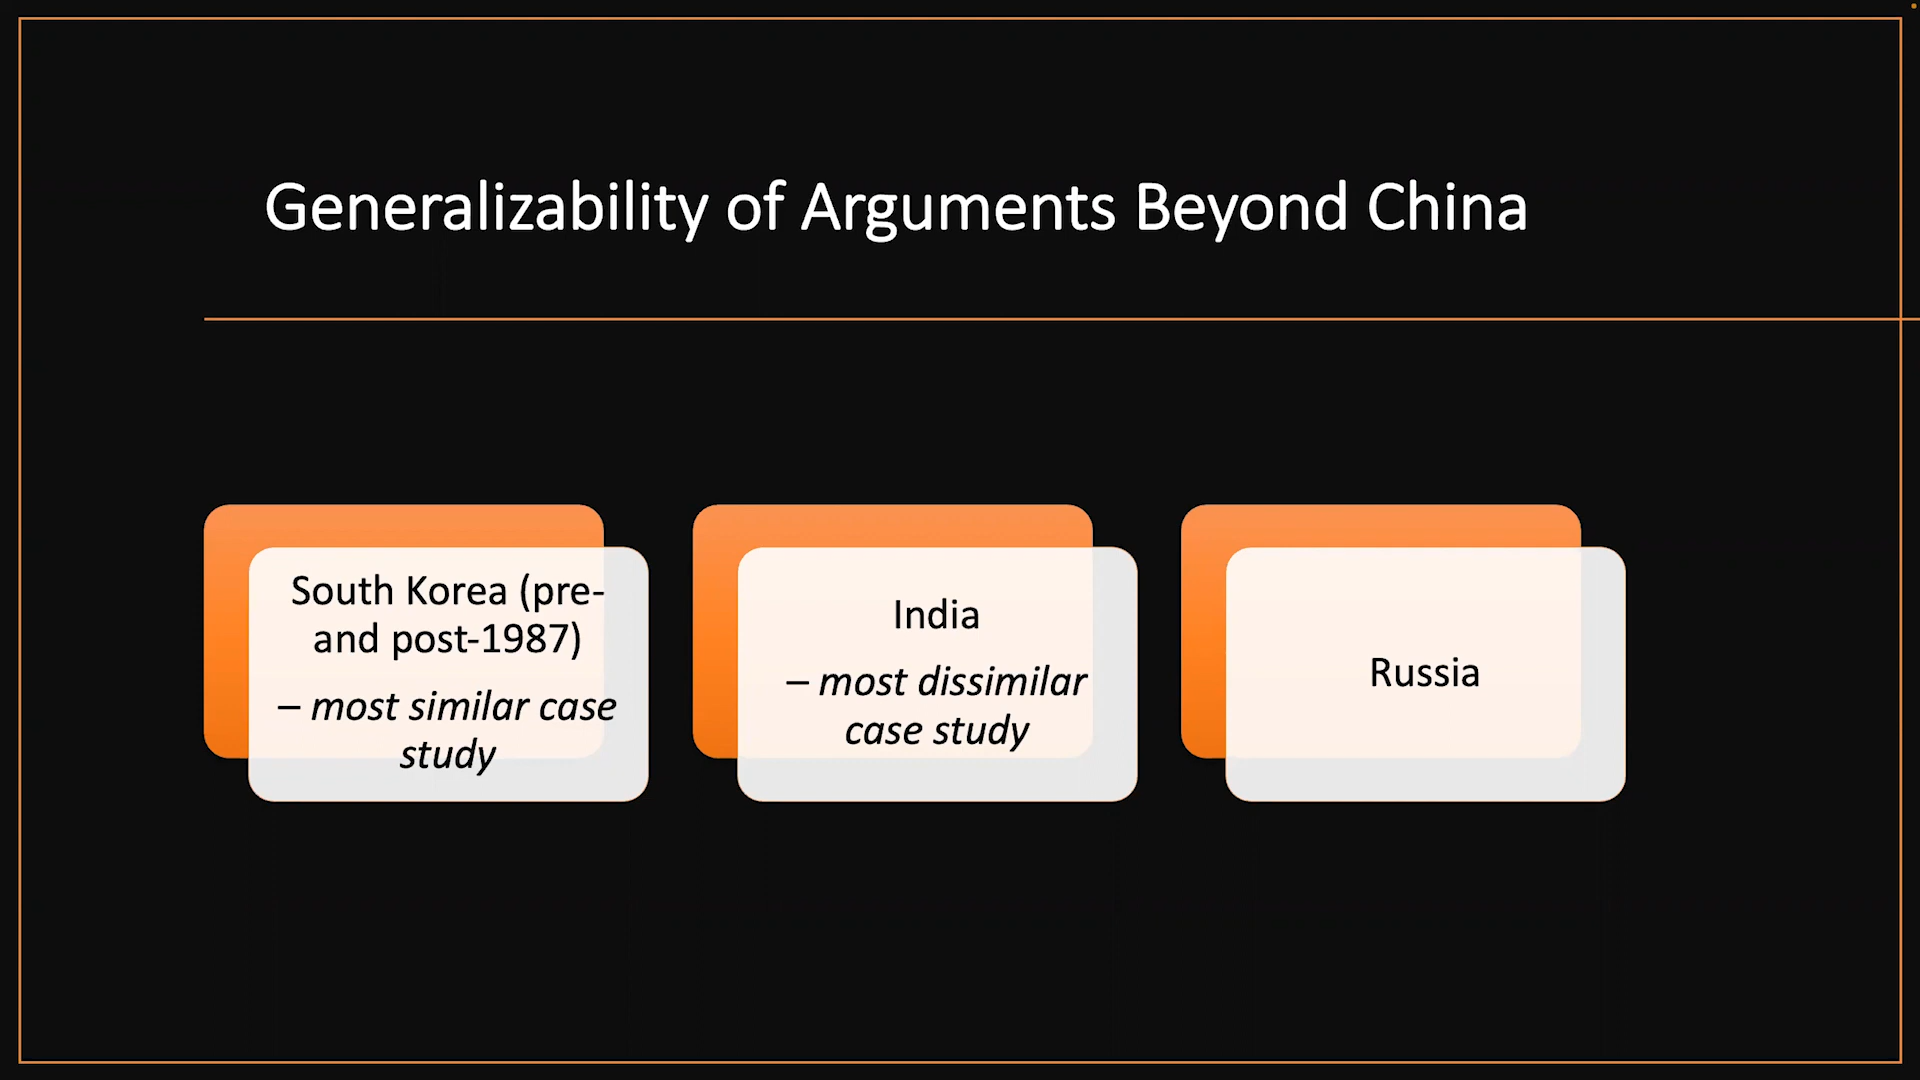 Generalizability of Arguments Beyond China
South Korea (pre-
and post-1987)
– most similar case
study
India
– most dissimilar
case study
Russia